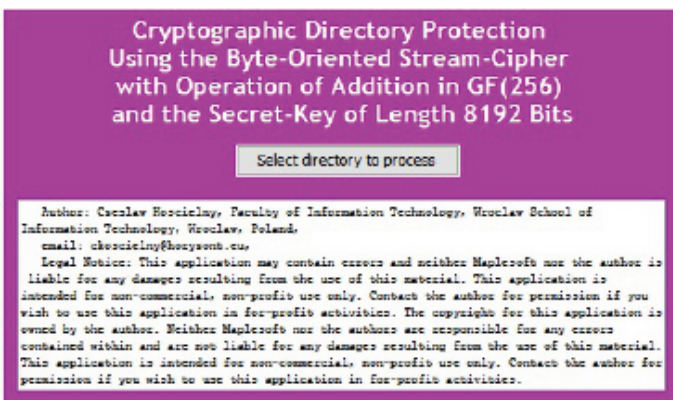 Cryptographic Directory Protection
Using the Byte-Oriented Stream-Cipher
with Operation of Addition in GF(256)
and the Secret-Key of Length 8192 Bits
Select directory to process
Author: Czeslaw Koscielny, Faculty of Information Technology, Wroclaw School of
Information Technology, Wroclaw, Poland,
email: ckoscielny@horyzont.eu,
Legal Notice: This application may contain errors and neither Maplesoft nor the author is
liable for any damages resulting from the use of this material. This application is
intended for non-commercial, non-profit use only. Contact the author for permission if you
wish to use this application in for-profit activities. The copyright for this application is
owned by the author. Neither Maplesoft nor the authors are responsible for any errors
contained within and are not liable for any damages resulting from the use of this material.
This application is intended for non-commercial, non-profit use only. Contact the author for
permission if you wish to use this application in for-profit activities.